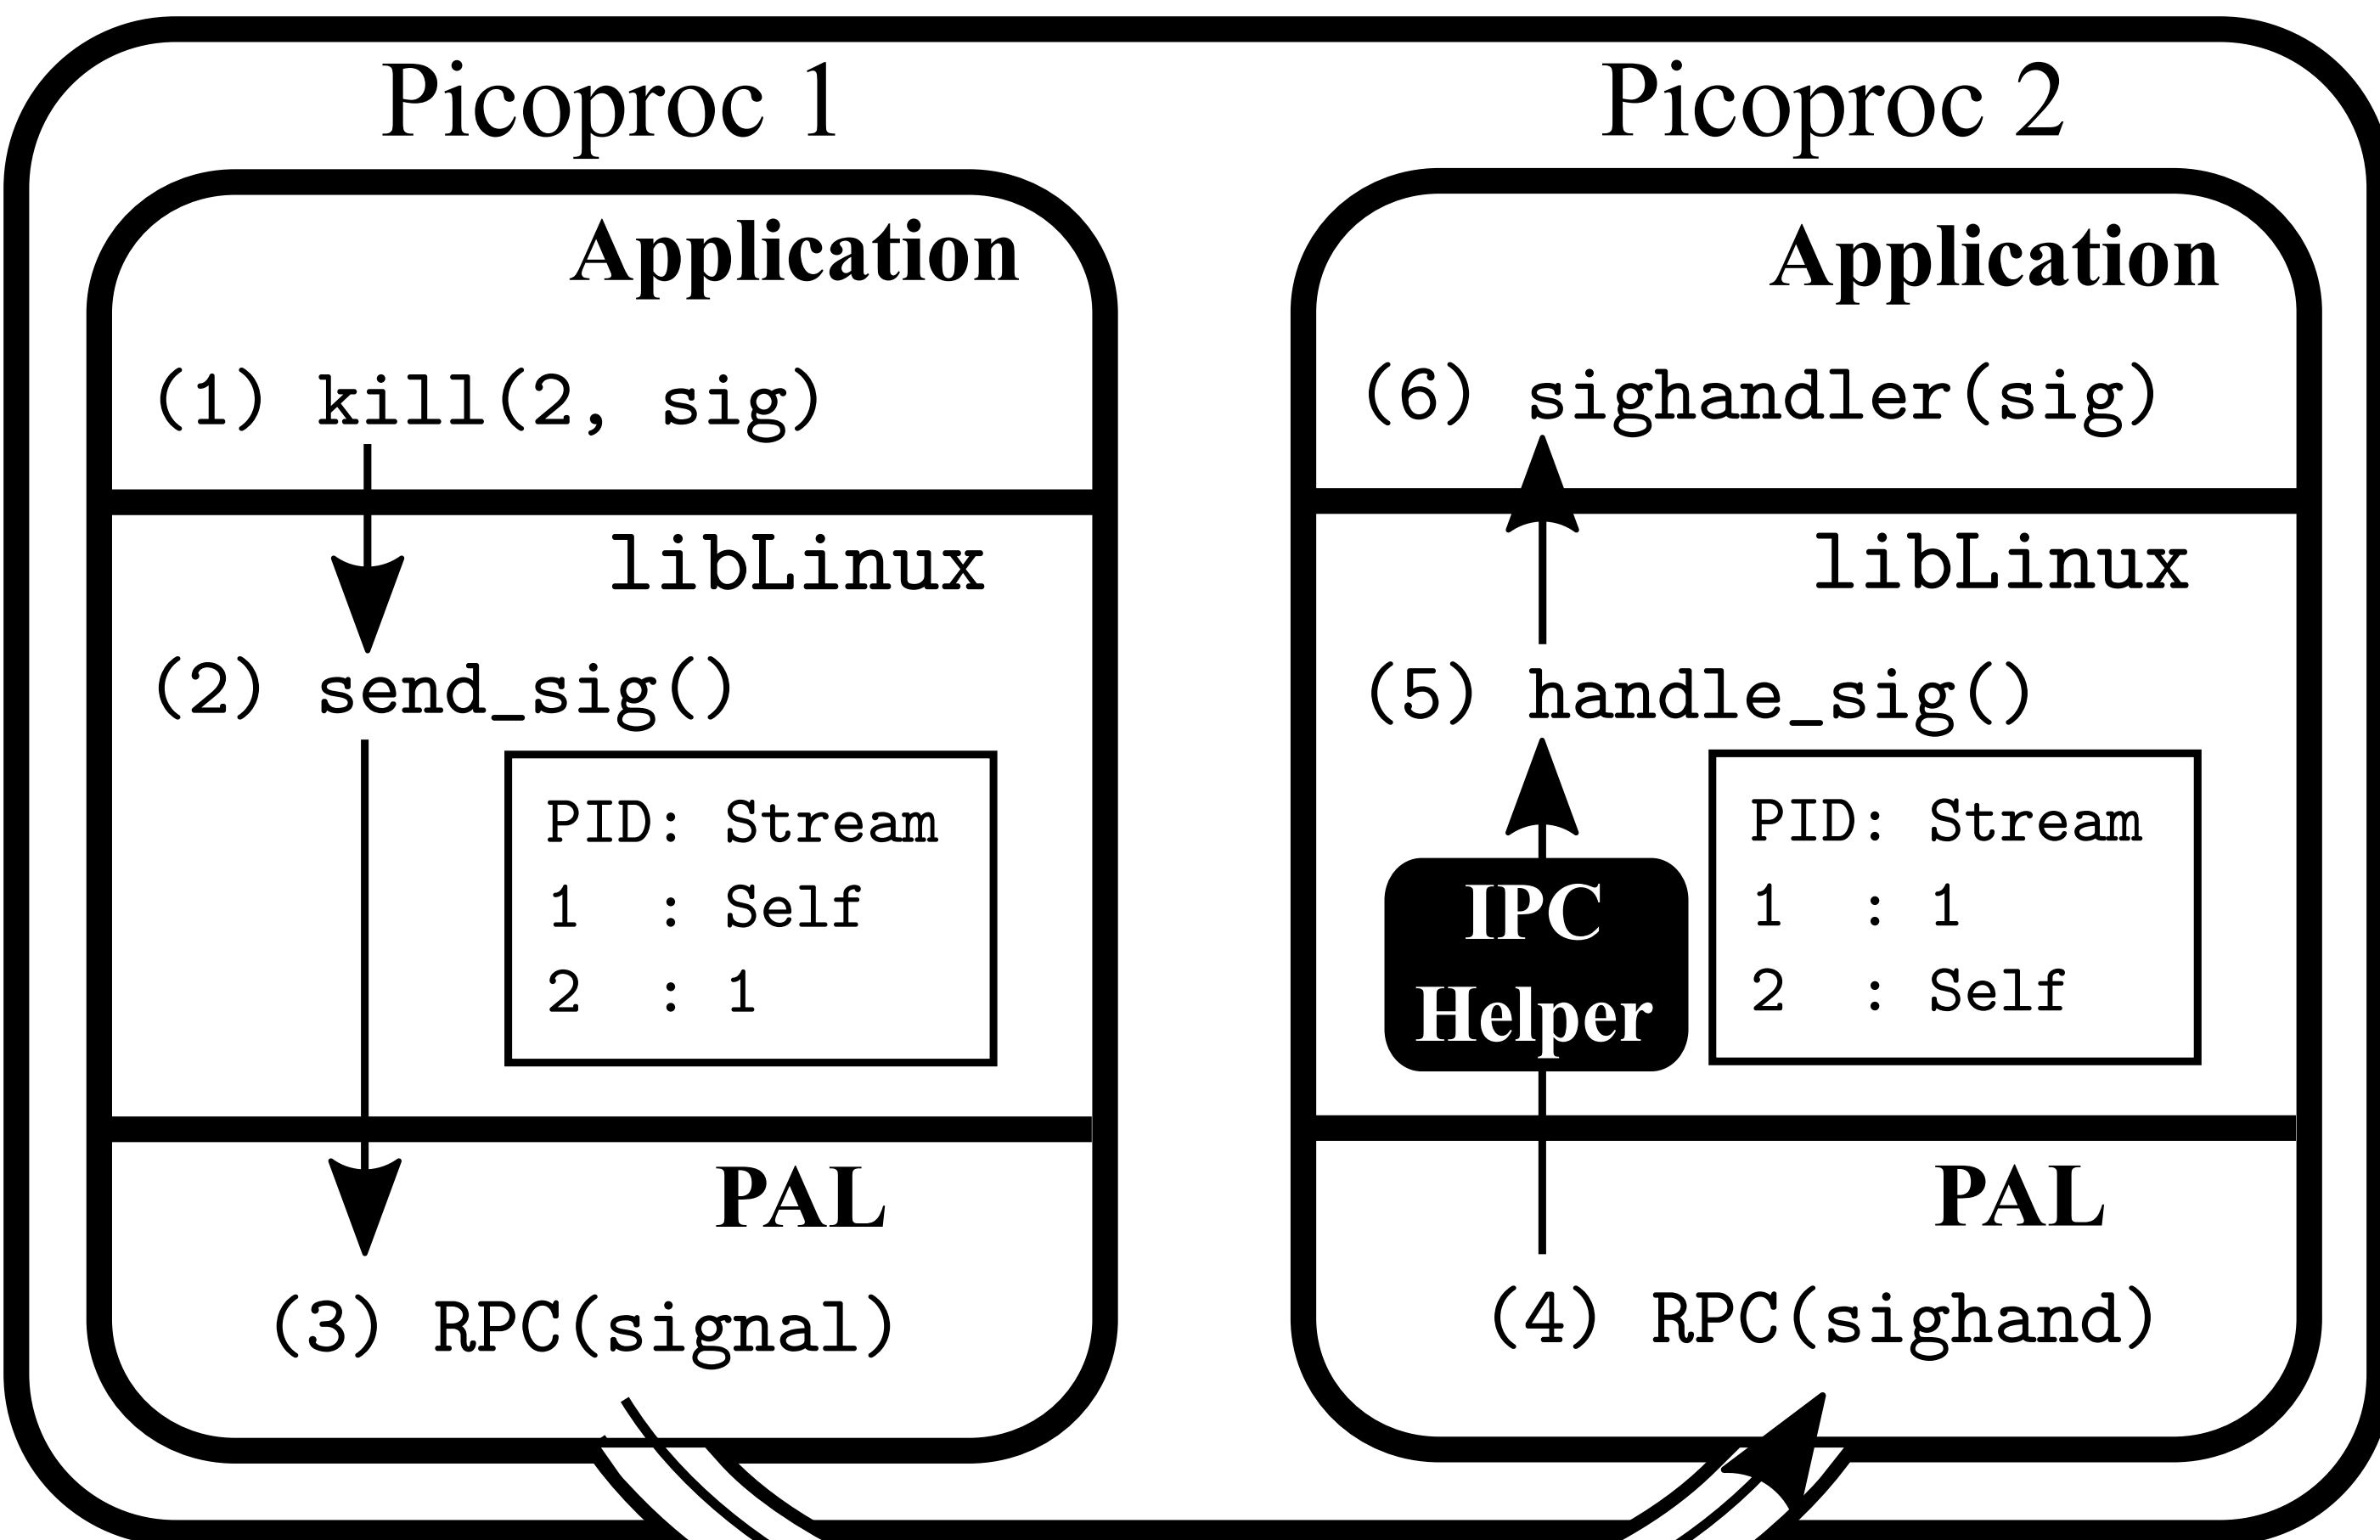 Picoproc 1
Application
(1) kill(2, sig)
libLinux
(2) send_sig()
PID: Stream
1 : Self
2 : 1
PAL
(3) RPC(signal)
Picoproc 2
Application
(6) sighandler(sig)
libLinux
(5) handle_sig()
IPC
Helper
PID: Stream
1 : 1
2 : Self
PAL
(4) RPC(sighand)